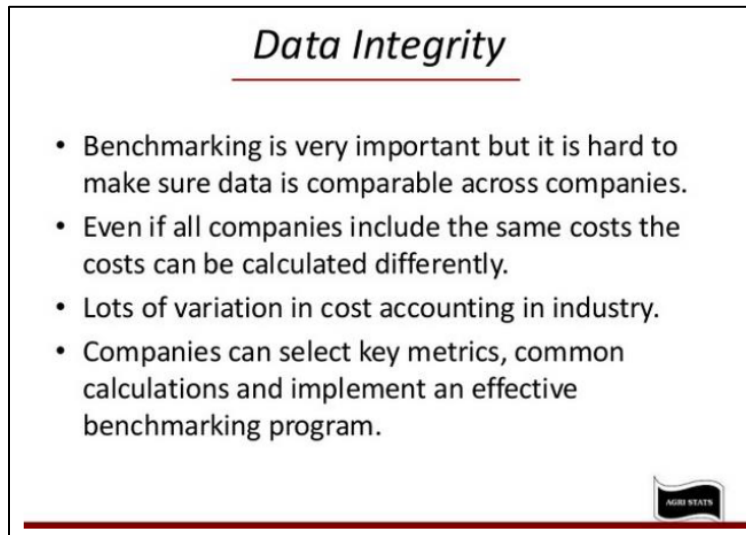 Data Integrity
• Benchmarking is very important but it is hard to
make sure data is comparable across companies.
• Even if all companies include the same costs the
costs can be calculated differently.
• Lots of variation in cost accounting in industry.
• Companies can select key metrics, common
calculations and implement an effective
benchmarking program.
AGRI STATS